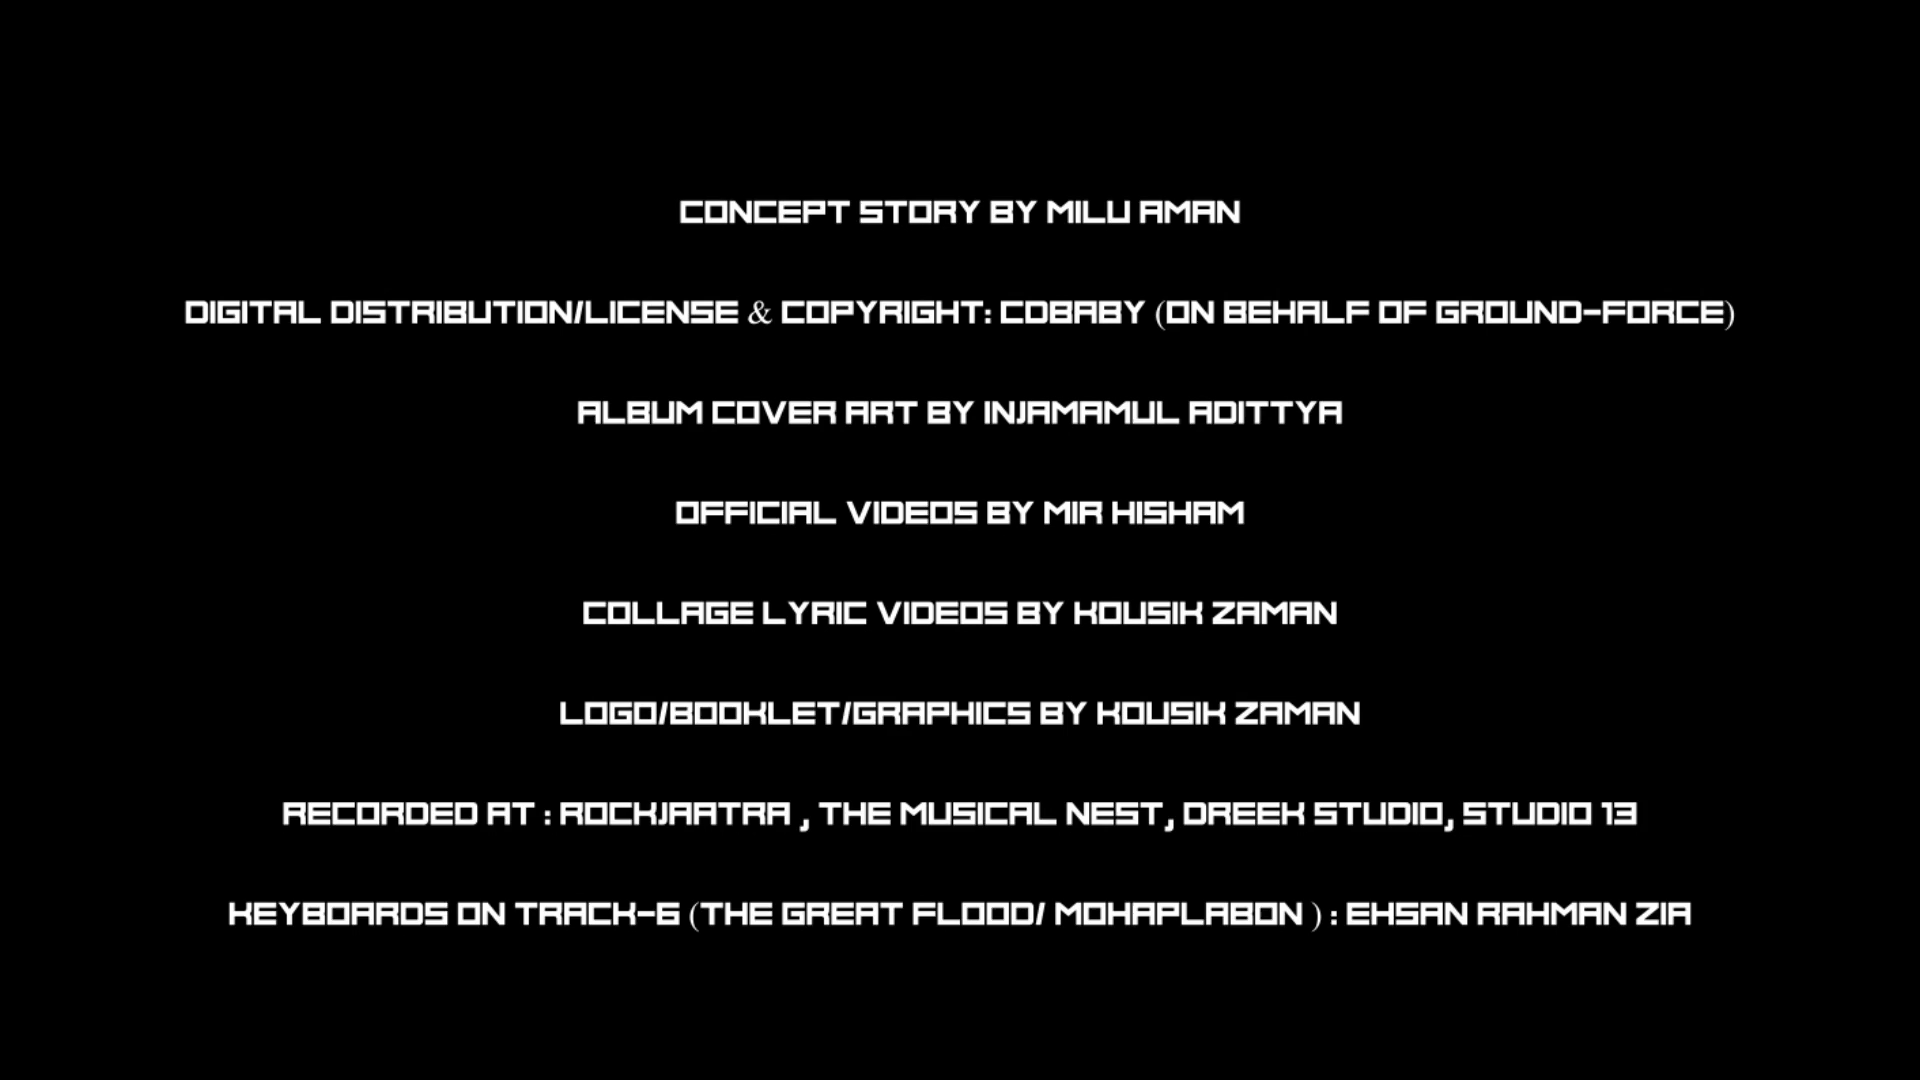 CONCEPT STORY BY MILU AMAN
DIGITAL DISTRIBUTION/LICENSE & COPYRIGHT: CDBABY (ON BEHALF OF GROUND-FORCE)
ALBUM COVER ART BY INJAMAMUL ADITTYA
OFFICIAL VIDEOS BY MIR HISHAM
COLLAGE LYRIC VIDEOS BY KOUSIK ZAMAN
LOGO/BOOKLET/GRAPHICS BY KOUSIK ZAMAN
RECORDED AT : ROCKJAATRA , THE MUSICAL NEST, DREEK STUDIO, STUDIO 13
KEYBOARDS ON TRACK-6 (THE GREAT FLOOD/ MOHAPLABON ) : EHSAN RAHMAN ZIA